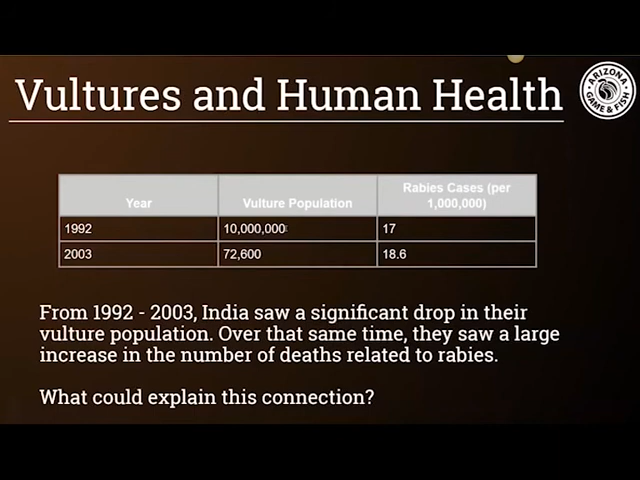 Vultures and Human Health
ARIZONA
GAME & FISH
Year Vulture Population Rabies Cases (per
1,000,000)
1992 10,000,000 17
2003 72,600 18.6
From 1992 - 2003, India saw a significant drop in their
vulture population. Over that same time, they saw a large
increase in the number of deaths related to rabies.
What could explain this connection?